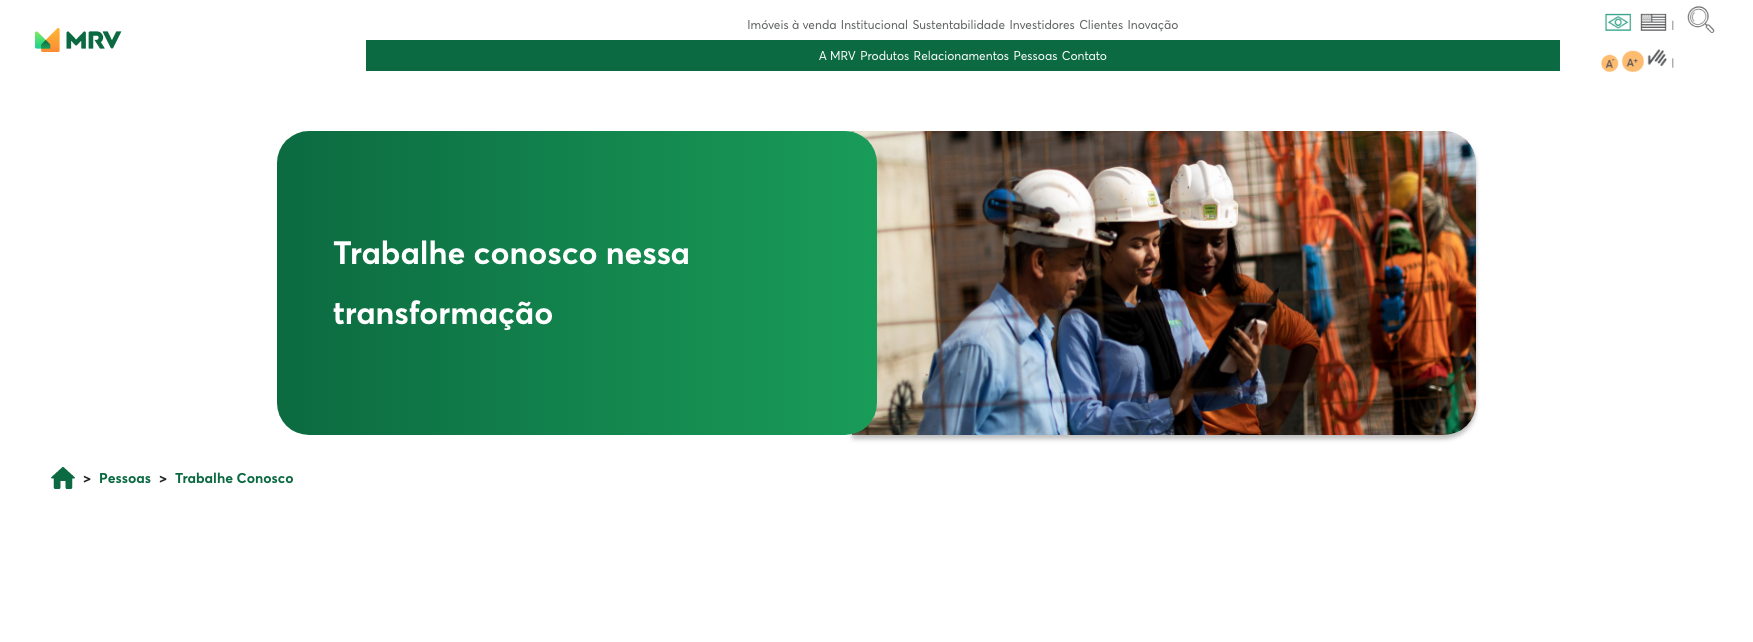 MRV
Imóveis à venda Institucional Sustentabilidade Investidores Clientes Inovação
A MRV Produtos Relacionamentos Pessoas Contato
A- A+
Trabalhe conosco nessa
transformação
> Pessoas > Trabalhe Conosco